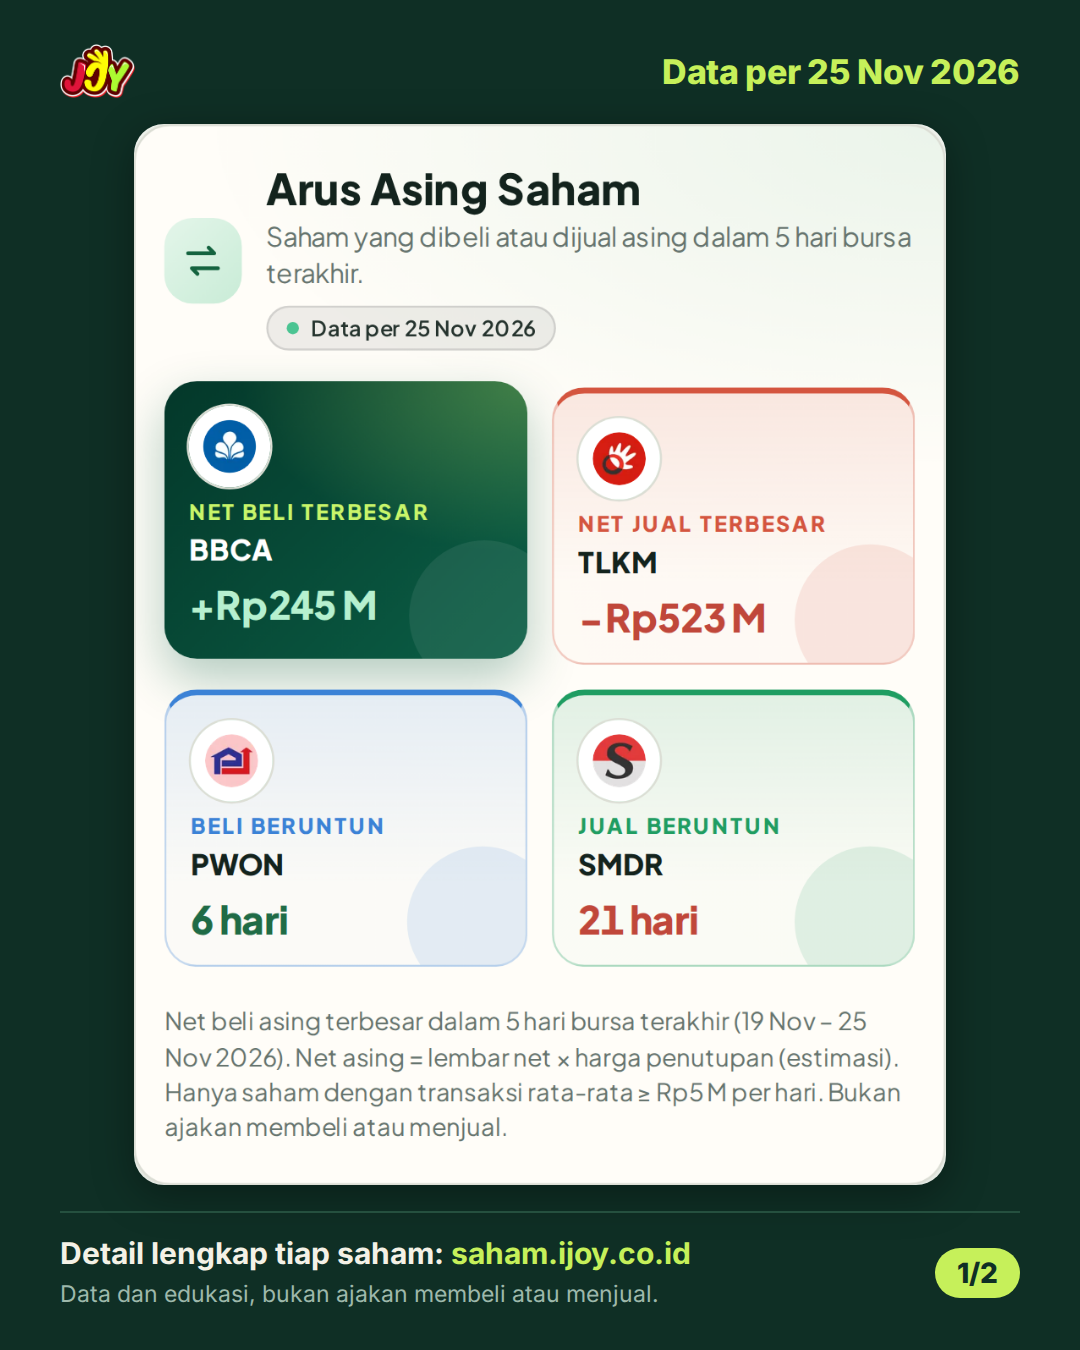 JOY
Data per 25 Nov 2026
Arus Asing Saham
Saham yang dibeli atau dijual asing dalam 5 hari bursa
terakhir.
Data per 25 Nov 2026
NET BELI TERBESAR
BBCA
+Rp245 M
NET JUAL TERBESAR
TLKM
−Rp523 M
BELI BERUNTUN
PWON
6 hari
S
JUAL BERUNTUN
SMDR
21 hari
Net beli asing terbesar dalam 5 hari bursa terakhir (19 Nov – 25
Nov 2026). Net asing = lembar net × harga penutupan (estimasi).
Hanya saham dengan transaksi rata-rata ≥ Rp5 M per hari. Bukan
ajakan membeli atau menjual.
Detail lengkap tiap saham: saham.ijoy.co.id
Data dan edukasi, bukan ajakan membeli atau menjual.
1/2